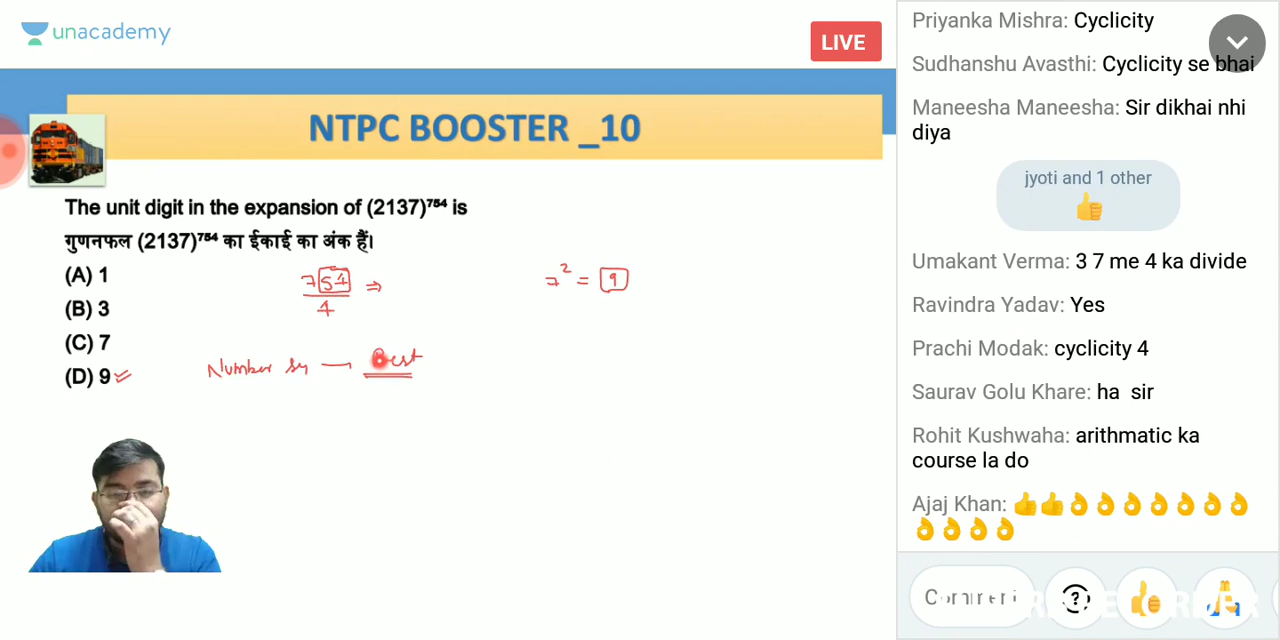 unacademy
LIVE
NTPC BOOSTER _10
The unit digit in the expansion of (2137)⁷⁵⁴ is
गुणनफल (2137)⁷⁵⁴ का ईकाई का अंक हैं।
(A) 1
(B) 3
(C) 7
(D) 9
754
4
⇒
7² = 9
Number sy — Best
Priyanka Mishra: Cyclicity
Sudhanshu Avasthi: Cyclicity se bhai
Maneesha Maneesha: Sir dikhai nhi
diya
jyoti and 1 other
Umakant Verma: 3 7 me 4 ka divide
Ravindra Yadav: Yes
Prachi Modak: cyclicity 4
Saurav Golu Khare: ha sir
Rohit Kushwaha: arithmatic ka
course la do
Ajaj Khan: 👍👍👌👌👌👌👌👌👌
👌👌👌👌